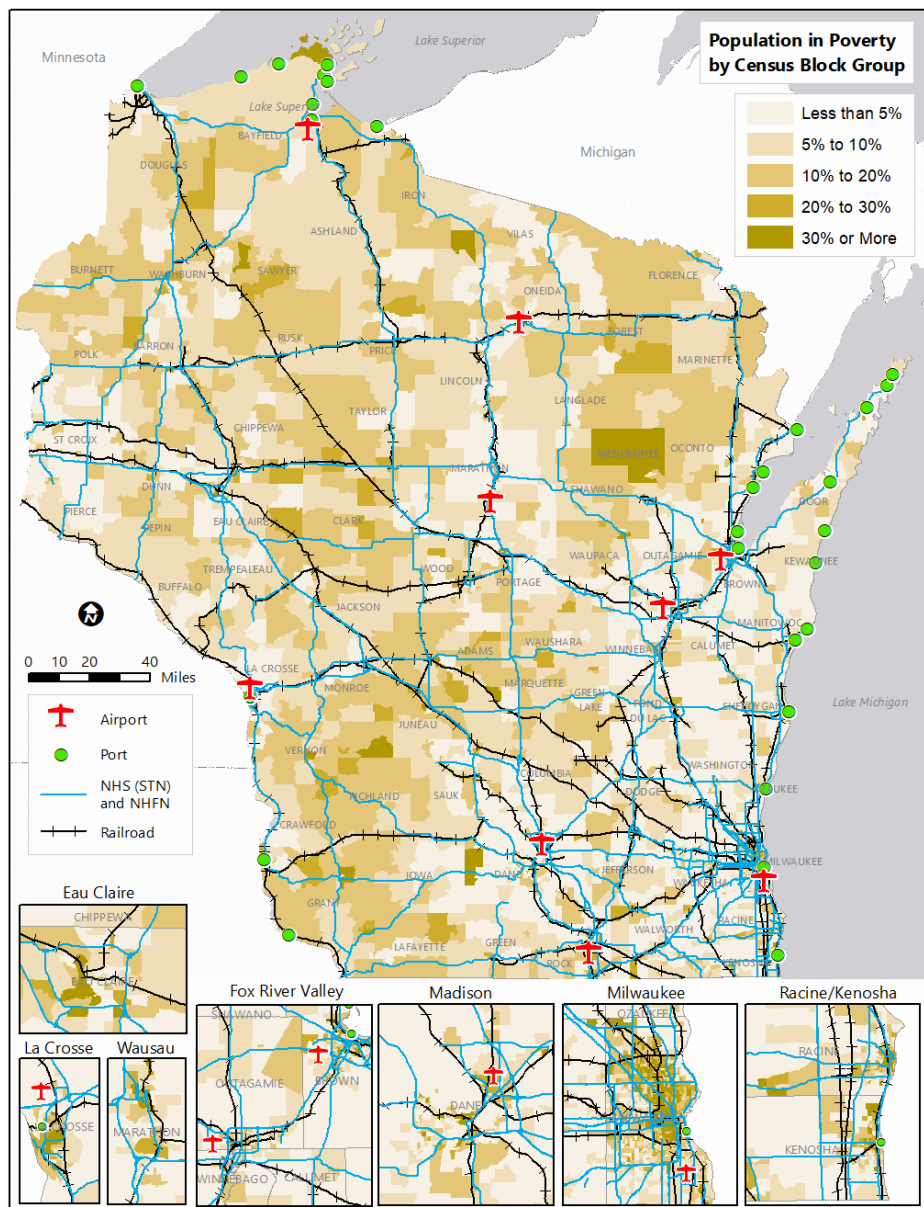 Minnesota
Lake Superior
Population in Poverty
by Census Block Group
Less than 5%
5% to 10%
10% to 20%
20% to 30%
30% or More
Michigan
Lake Superior
BAYFIELD
DOUGLAS
IRON
ASHLAND
VILAS
BURNETT
WASHBURN
SAWYER
ONEIDA
FLORENCE
FOREST
RUSK
PRICE
POLK
BARRON
MARINETTE
LINCOLN
LANGLADE
TAYLOR
CHIPPEWA
ST CROIX
MARATHON
MENOMINEE
OCONTO
DUNN
SHAWANO
DOOR
PIERCE
PEPIN
EAU CLAIRE
CLARK
WAUPACA
OUTAGAMIE
KEWAUNEE
TREMPEALEAU
WOOD
PORTAGE
BROWN
BUFFALO
JACKSON
MANITOWOC
N
WAUSHARA
WINNEBAGO
CALUMET
ADAMS
0 10 20 40
Miles
LA CROSSE
MONROE
MARQUETTE
GREEN
LAKE
FOND
DU LAC
SHEBOYGAN
Lake Michigan
JUNEAU
Airport
Port
NHS (STN)
and NHFN
Railroad
VERNON
WASHINGTON
COLUMBIA
DODGE
RICHLAND
SAUK
CRAWFORD
MILWAUKEE
IOWA
DANE
JEFFERSON
WAUKESHA
GRANT
RACINE
WALWORTH
LAFAYETTE
GREEN
ROCK
KENOSHA
Eau Claire
CHIPPEWA
EAU CLAIRE
Fox River Valley
Madison
Milwaukee
Racine/Kenosha
SHAWANO
OUTAGAMIE
BROWN
WINNEBAGO
CALUMET
DANE
OZAUKEE
RACINE
KENOSHA
La Crosse
Wausau
LA CROSSE
MARATHON